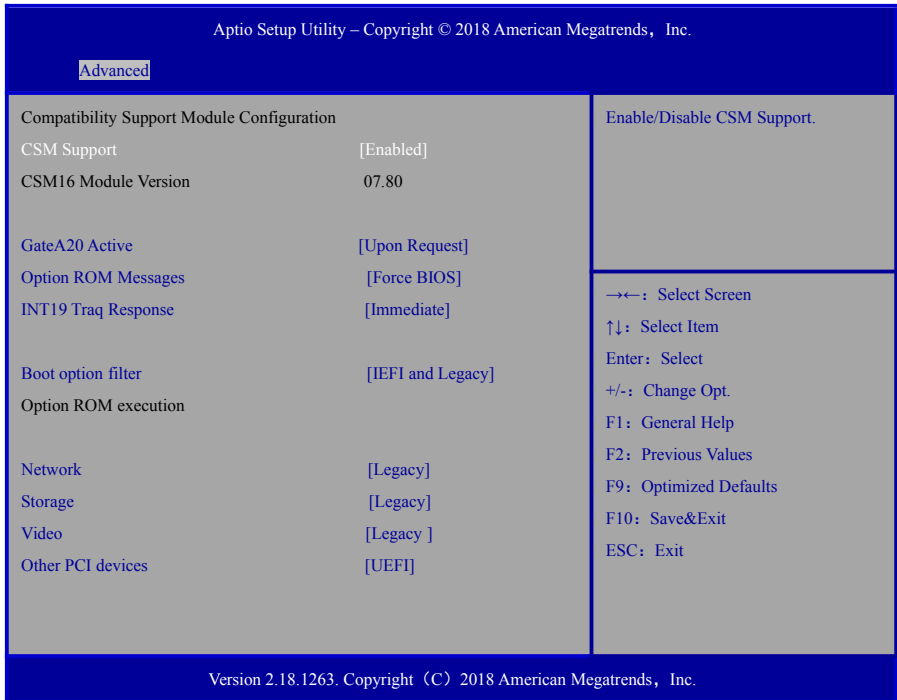 Aptio Setup Utility – Copyright © 2018 American Megatrends，Inc.
Advanced
Compatibility Support Module Configuration
CSM Support [Enabled]
CSM16 Module Version 07.80
GateA20 Active [Upon Request]
Option ROM Messages [Force BIOS]
INT19 Traq Response [Immediate]
Boot option filter [IEFI and Legacy]
Option ROM execution
Network [Legacy]
Storage [Legacy]
Video [Legacy ]
Other PCI devices [UEFI]
Enable/Disable CSM Support.
→←：Select Screen
↑↓：Select Item
Enter：Select
+/-：Change Opt.
F1：General Help
F2：Previous Values
F9：Optimized Defaults
F10：Save&Exit
ESC：Exit
Version 2.18.1263. Copyright（C）2018 American Megatrends，Inc.